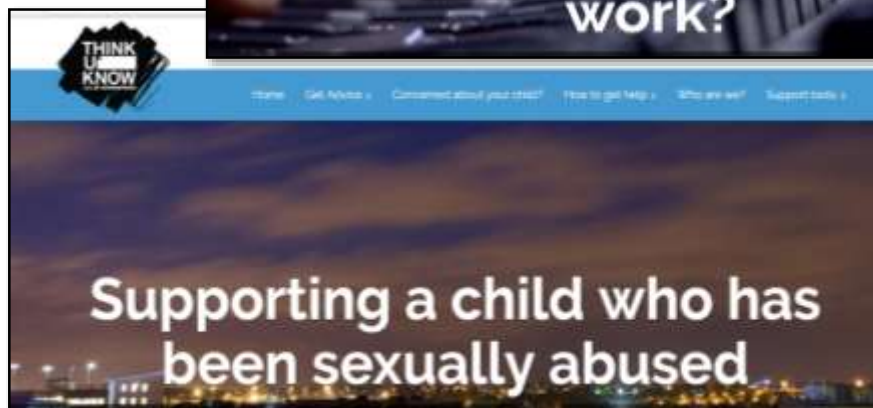 work?
THINK
U
KNOW
Home Get Advice Concerned about your child? How to get help Who are we? Support tools
Supporting a child who has
been sexually abused